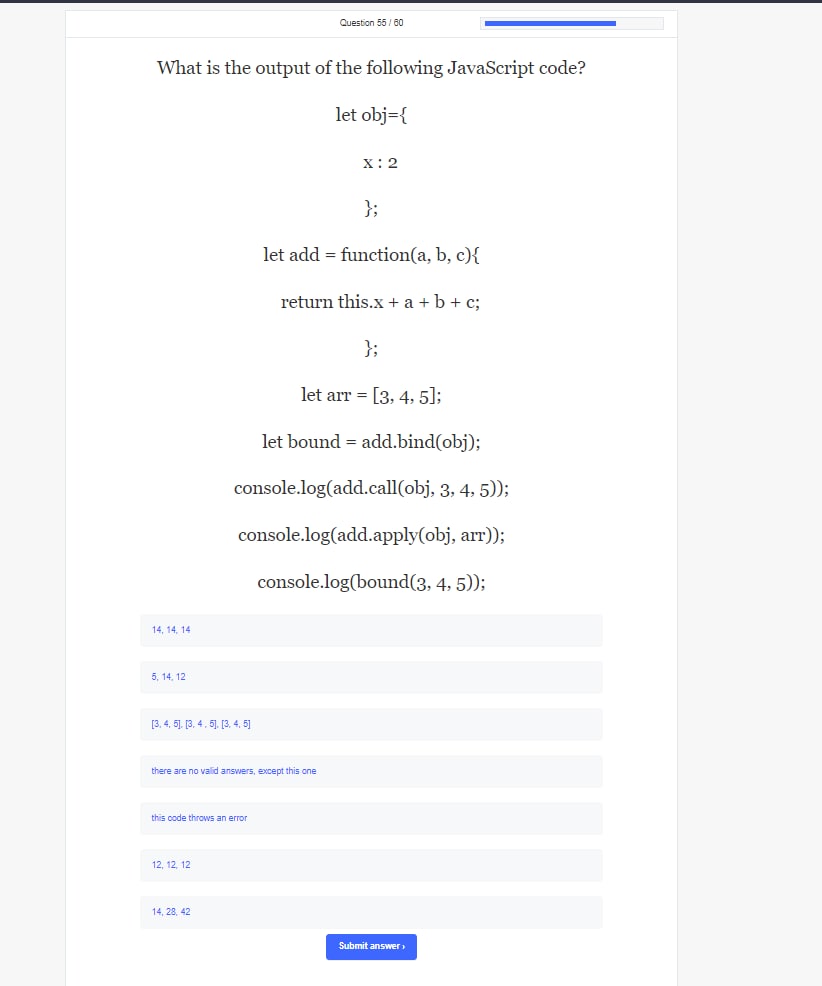 Question 55 / 60
What is the output of the following JavaScript code?
let obj={
x : 2
};
let add = function(a, b, c){
return this.x + a + b + c;
};
let arr = [3, 4, 5];
let bound = add.bind(obj);
console.log(add.call(obj, 3, 4, 5));
console.log(add.apply(obj, arr));
console.log(bound(3, 4, 5));
14, 14, 14
5, 14, 12
[3, 4, 5], [3, 4 , 5], [3, 4, 5]
there are no valid answers, except this one
this code throws an error
12, 12, 12
14, 28, 42
Submit answer ›